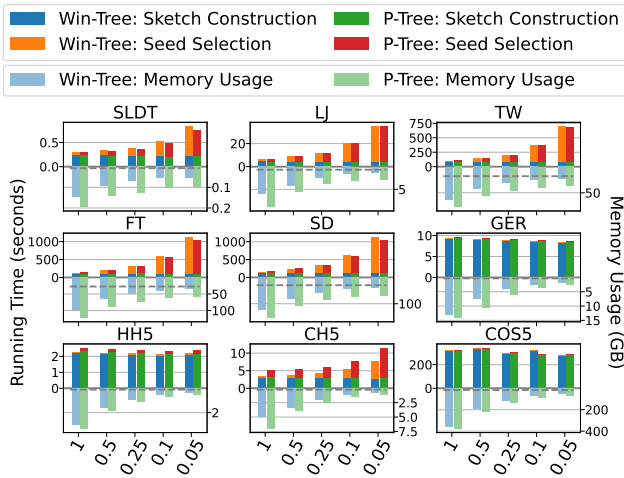 Win-Tree: Sketch Construction P-Tree: Sketch Construction
Win-Tree: Seed Selection P-Tree: Seed Selection
Win-Tree: Memory Usage P-Tree: Memory Usage
Running Time (seconds)
Memory Usage (GB)
SLDT LJ TW
0.5 20 750
0.0 0 500
0.1 5 250
0.2 0
50
FT SD GER
1000 1000 10
500 500 5
0 0 0
50 100 5
100 10
15
HH5 CH5 COS5
2 10 200
1 5 0
0 0 200
2 2.5 400
5.0
7.5
1 0.5 0.25 0.1 0.05 1 0.5 0.25 0.1 0.05 1 0.5 0.25 0.1 0.05